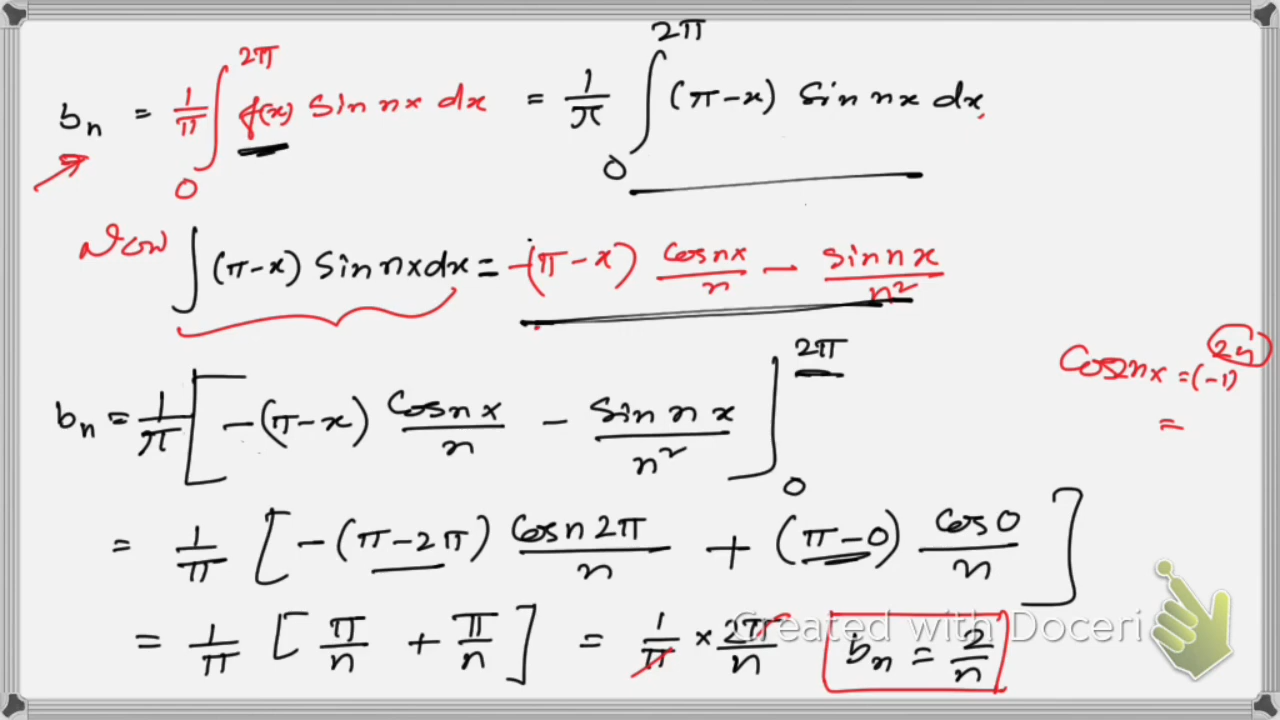 bn = 1/π ∫₀^2π f(x) Sin nx dx = 1/π ∫₀^2π (π-x) Sin nx dx,
Now ∫ (π-x) Sin nx dx = -(π-x) Cos nx/n - Sin nx/n²
bn = 1/π [ -(π-x) Cos nx/n - Sin nx/n² ]₀^2π
Cos2nx = (-1)^2n
=
= 1/π [ -(π-2π) Cos n2π/n + (π-0) Cos 0/n ]
= 1/π [ π/n + π/n ] = 1/π × 2π/n bn = 2/n
Created with Doceri